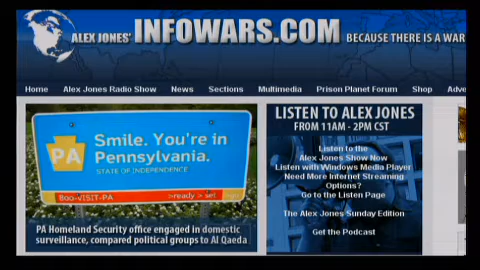 ALEX JONES' INFOWARS.COM BECAUSE THERE IS A WAR
Home Alex Jones Radio Show News Sections Multimedia Prison Planet Forum Shop Adve
Smile. You're in
Pennsylvania.
STATE OF INDEPENDENCE
PA
800-VISIT-PA >ready > set
PA Homeland Security office engaged in domestic
surveillance, compared political groups to Al Qaeda
LISTEN TO ALEX JONES
FROM 11AM - 2PM CST
Listen to the
Alex Jones Show Now
Listen with Windows Media Player
Need More Internet Streaming
Options?
Go to the Listen Page
The Alex Jones Sunday Edition
Get the Podcast